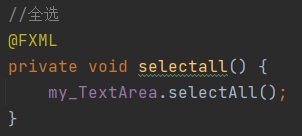 //全选
@FXML
private void selectall() {
    my_TextArea.selectAll();
}